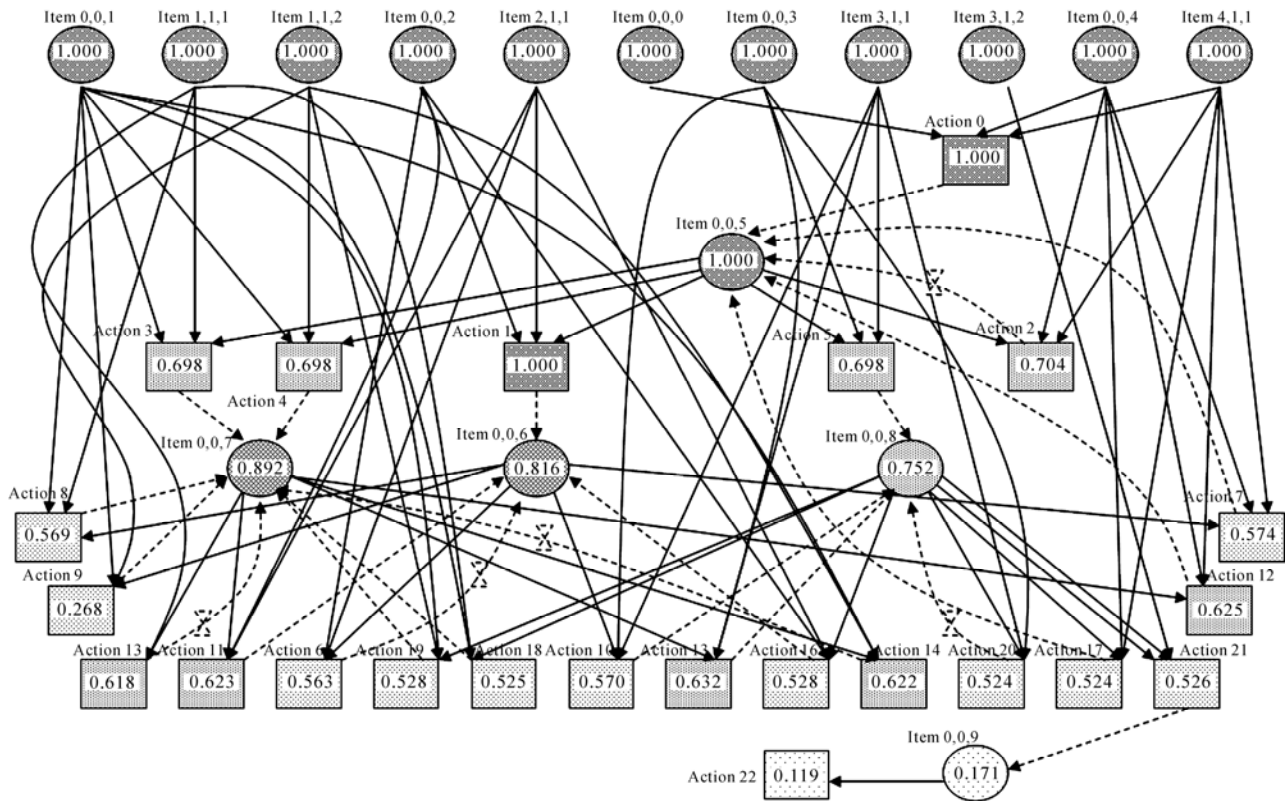 Item 0,0,1 Item 1,1,1 Item 1,1,2 Item 0,0,2 Item 2,1,1 Item 0,0,0 Item 0,0,3 Item 3,1,1 Item 3,1,2 Item 0,0,4 Item 4,1,1
1.000 1.000 1.000 1.000 1.000 1.000 1.000 1.000 1.000 1.000 1.000
Action 0
1.000
Item 0,0,5
1.000
X
Action 3 Action 1 Action 5 Action 2
0.698 0.698 1.000 0.698 0.704
Action 4
Item 0,0,7 Item 0,0,6 Item 0,0,8
0.892 0.816 0.752
Action 8 Action 7
0.569 X 0.574
Action 9 X Action 12
0.268 0.625
X X
Action 13 Action 11 Action 6 Action 19 Action 18 Action 10 Action 13 Action 16 Action 14 Action 20 Action 17 Action 21
0.618 0.623 0.563 0.528 0.525 0.570 0.632 0.528 0.622 0.524 0.524 0.526
Item 0,0,9
Action 22 0.119 0.171